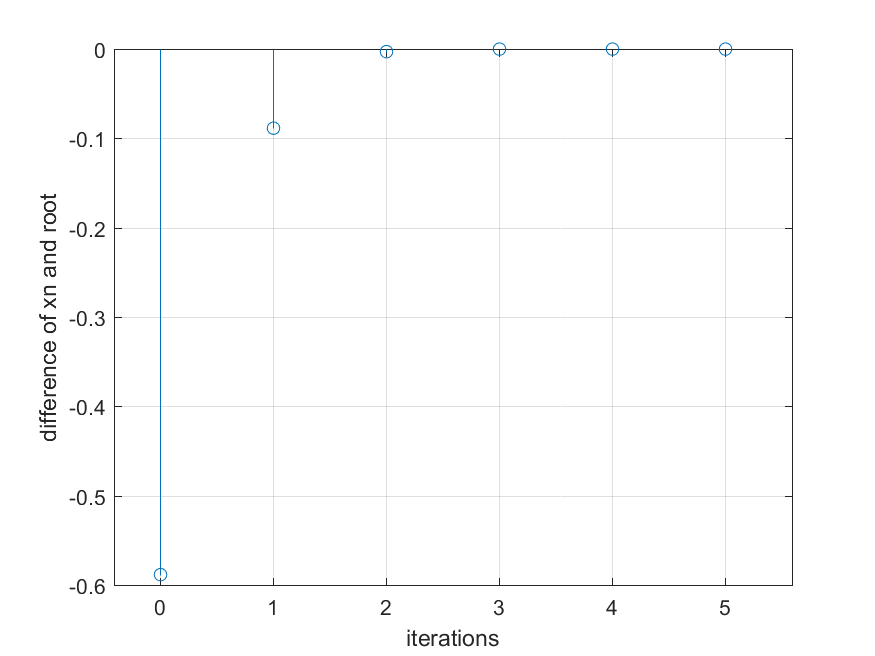 0
-0.1
-0.2
-0.3
-0.4
-0.5
-0.6
difference of xn and root
0 1 2 3 4 5
iterations